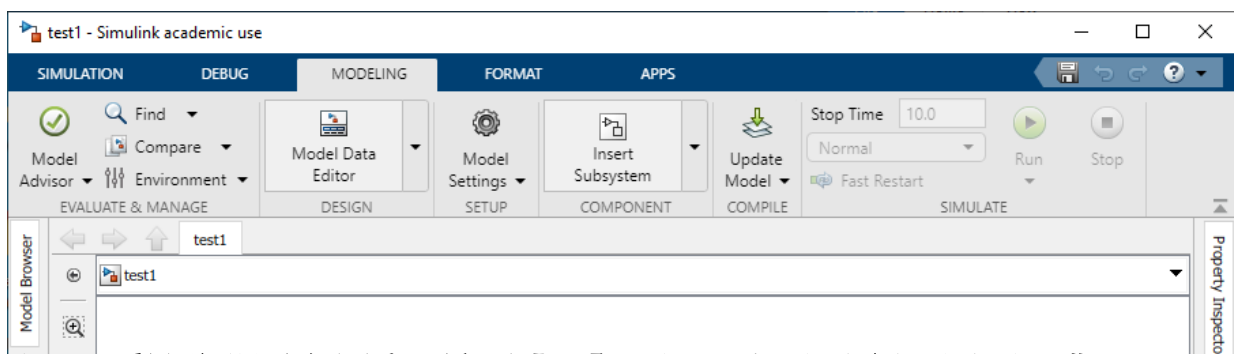 test1 - Simulink academic use
SIMULATION DEBUG MODELING FORMAT APPS
Model Advisor
Find
Compare
Environment
EVALUATE & MANAGE
Model Data Editor
DESIGN
Model Settings
SETUP
Insert Subsystem
COMPONENT
Update Model
COMPILE
Stop Time 10.0
Normal
Fast Restart
Run
Stop
SIMULATE
Model Browser
test1
test1
Property Inspecto